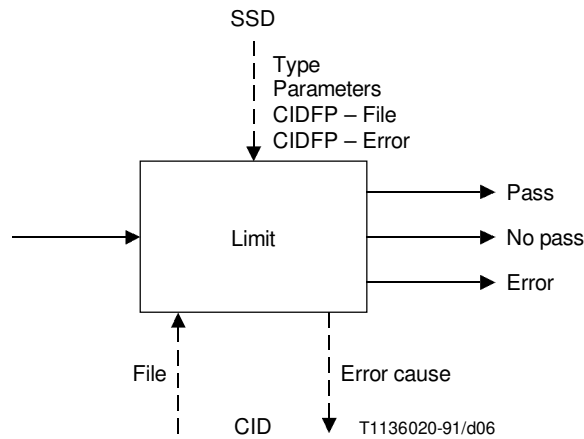 SSD
Type
Parameters
CIDFP – File
CIDFP – Error
Limit
Pass
No pass
Error
File
Error cause
CID
T1136020-91/d06